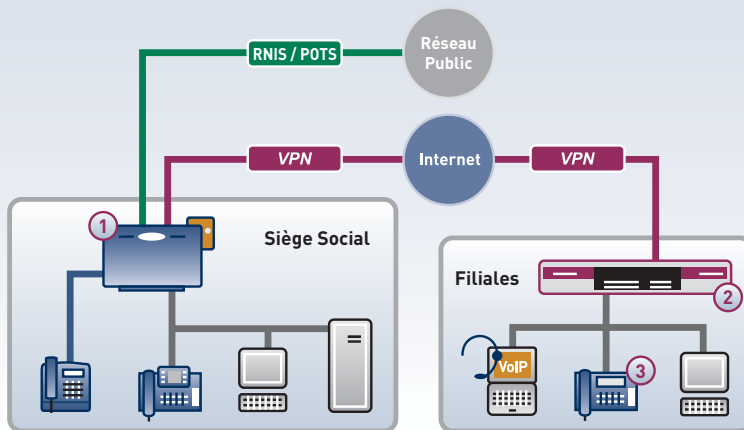 RNIS / POTS
Réseau
Public
VPN
Internet
VPN
1
Siège Social
Filiales
2
VoIP
3